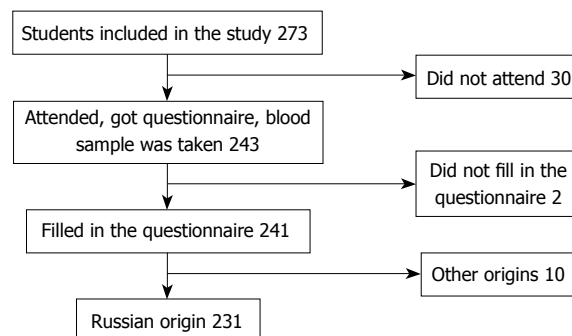 Students included in the study 273
Did not attend 30
Attended, got questionnaire, blood
sample was taken 243
Did not fill in the
questionnaire 2
Filled in the questionnaire 241
Other origins 10
Russian origin 231